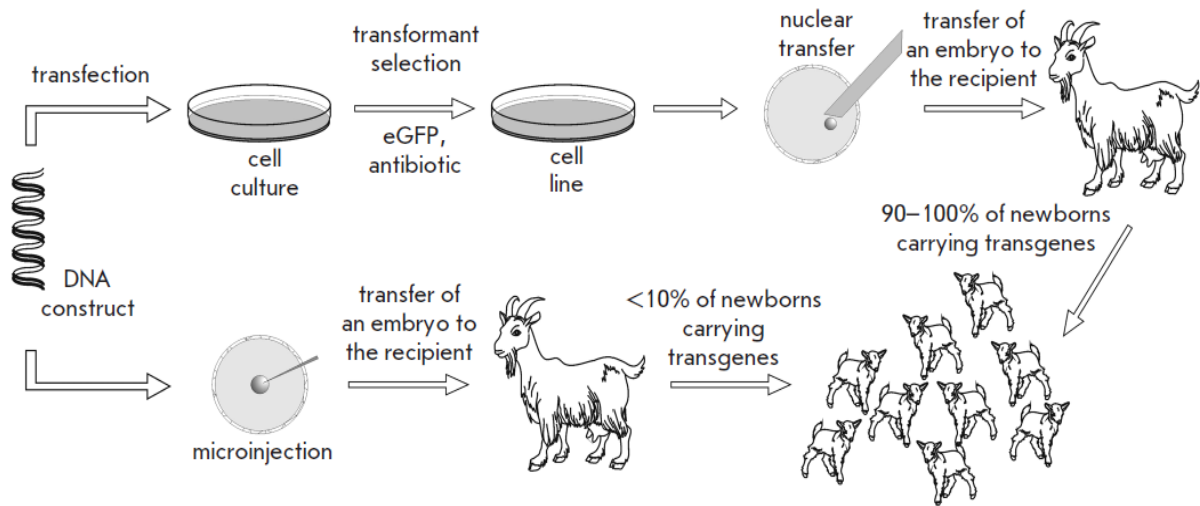 transfection
cell
culture
transformant
selection
eGFP,
antibiotic
cell
line
nuclear
transfer
transfer of
an embryo to
the recipient
90–100% of newborns
carrying transgenes
DNA
construct
microinjection
transfer of
an embryo to
the recipient
<10% of newborns
carrying
transgenes